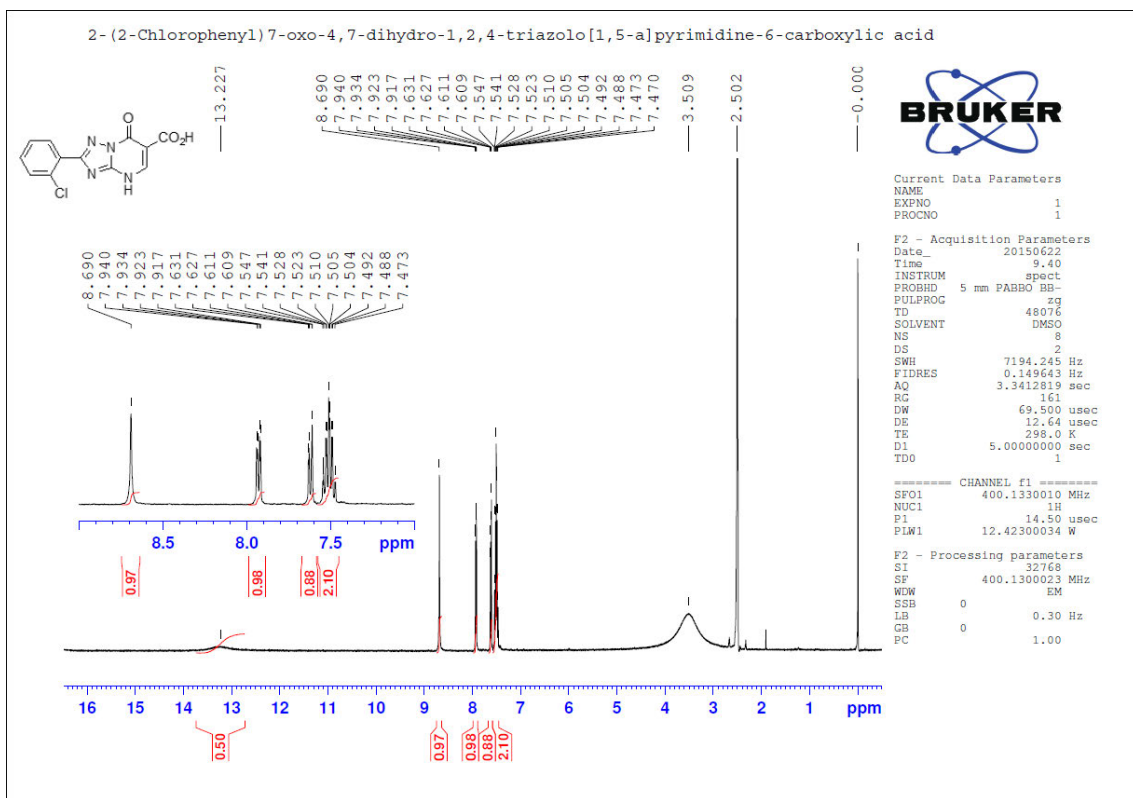 2-(2-Chlorophenyl)7-oxo-4,7-dihydro-1,2,4-triazolo[1,5-a]pyrimidine-6-carboxylic acid
13.227
8.690
7.940
7.934
7.923
7.917
7.631
7.627
7.611
7.609
7.547
7.541
7.528
7.523
7.510
7.505
7.504
7.492
7.488
7.473
7.470
3.509
2.502
-0.000
BRUKER
O
CO2H
N
N
N
N
H
Cl
8.690
7.940
7.934
7.923
7.917
7.631
7.627
7.611
7.609
7.547
7.541
7.528
7.523
7.510
7.505
7.504
7.492
7.488
7.473
8.5 8.0 7.5 ppm
0.97 0.98 0.88 2.10
Current Data Parameters
NAME
EXPNO 1
PROCNO 1
F2 - Acquisition Parameters
Date_ 20150622
Time 9.40
INSTRUM spect
PROBHD 5 mm PABBO BB-
PULPROG zg
TD 48076
SOLVENT DMSO
NS 8
DS 2
SWH 7194.245 Hz
FIDRES 0.149643 Hz
AQ 3.3412819 sec
RG 161
DW 69.500 usec
DE 12.64 usec
TE 298.0 K
D1 5.00000000 sec
TD0 1
======== CHANNEL f1 ========
SFO1 400.1330010 MHz
NUC1 1H
P1 14.50 usec
PLW1 12.42300034 W
F2 - Processing parameters
SI 32768
SF 400.1300023 MHz
WDW EM
SSB 0
LB 0.30 Hz
GB 0
PC 1.00
16 15 14 13 12 11 10 9 8 7 6 5 4 3 2 1 ppm
0.50 0.97 0.98 0.88 2.10